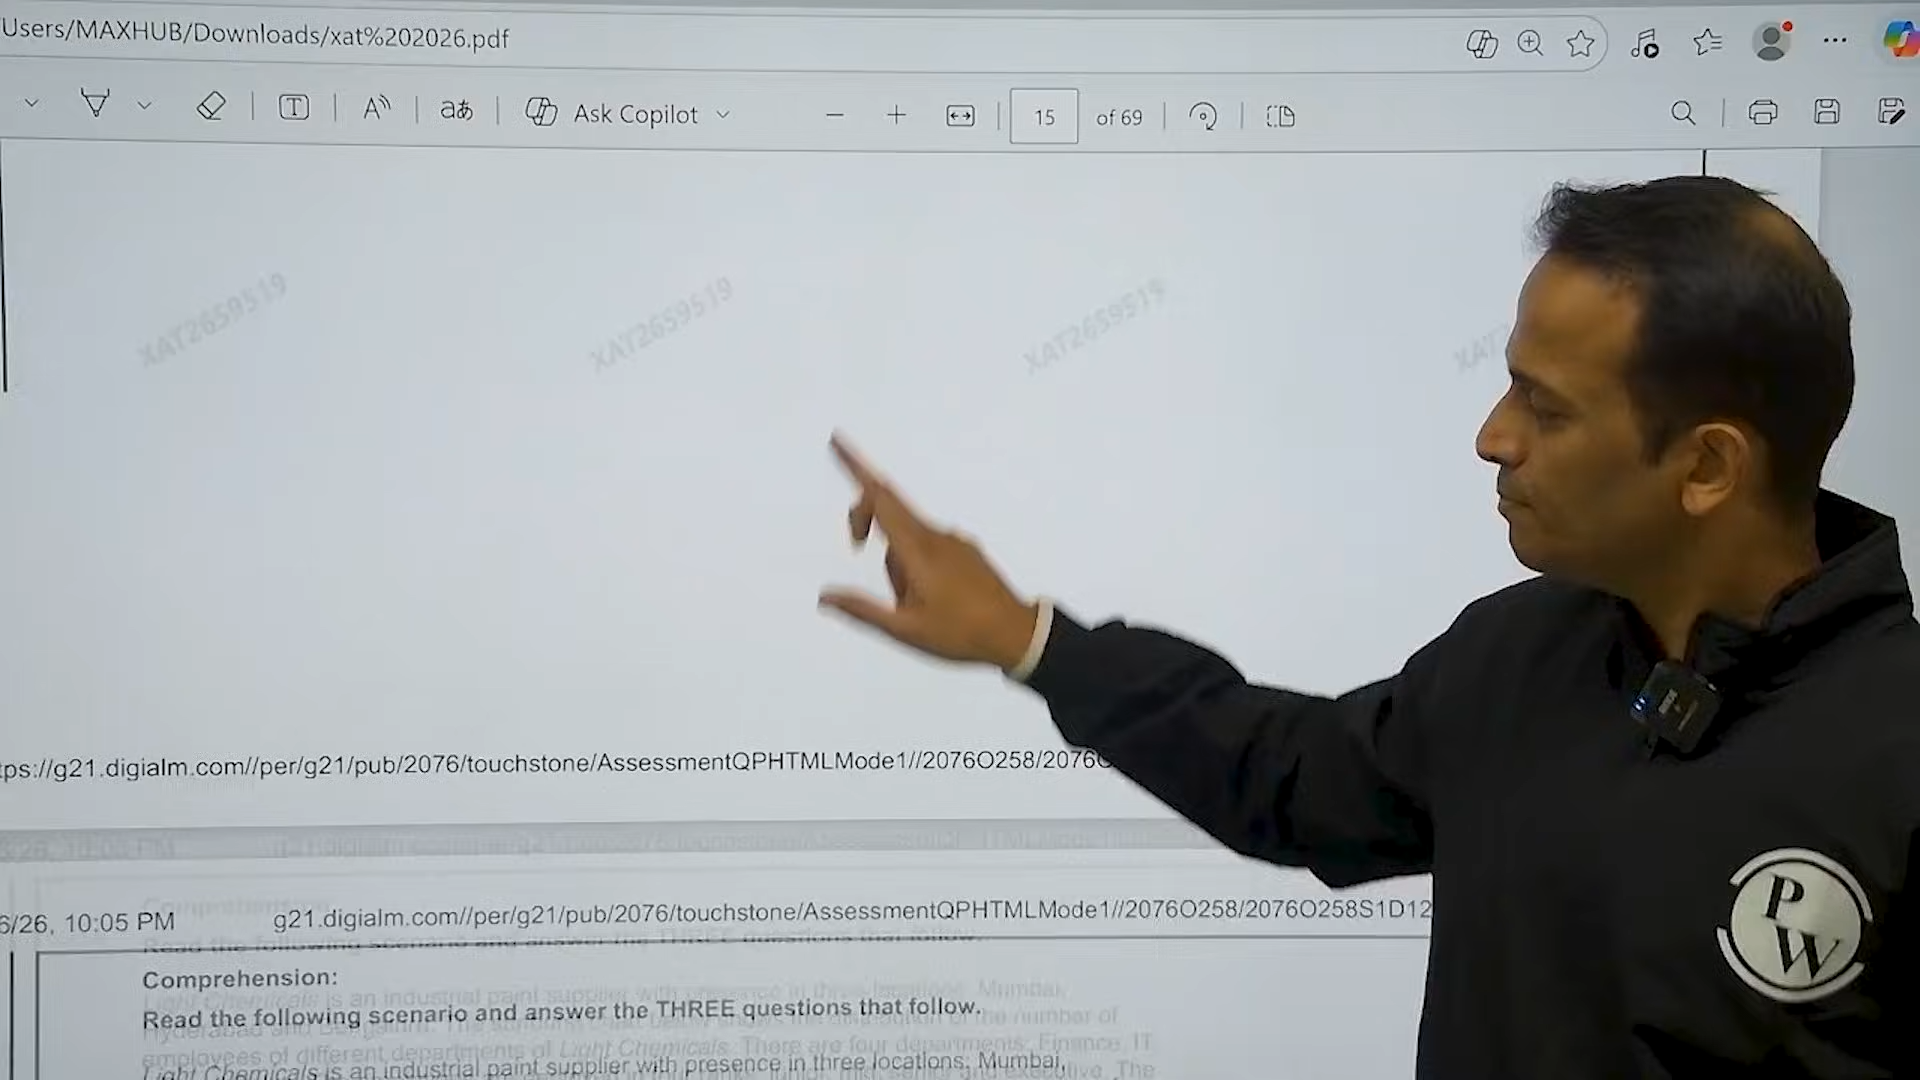 Users/MAXHUB/Downloads/xat%202026.pdf
T A aあ Ask Copilot 15 of 69
XAT2659519 XAT2659519 XAT2659519
tps://g21.digialm.com//per/g21/pub/2076/touchstone/AssessmentQPHTMLMode1//2076O258/2076
6/26, 10:05 PM g21.digialm.com//per/g21/pub/2076/touchstone/AssessmentQPHTMLMode1//2076O258/2076O258S1D12
Comprehension:
Read the following scenario and answer the THREE questions that follow.
Light Chemicals is an industrial paint supplier with presence in three locations; Mumbai,
PW